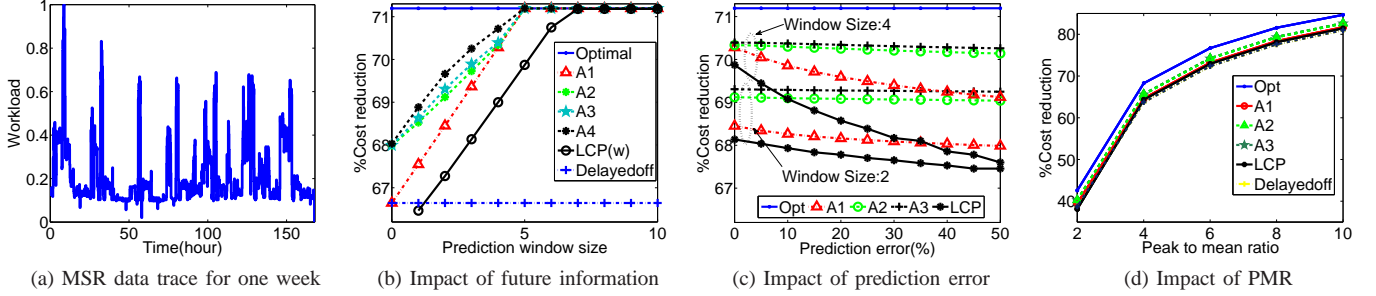 1
0.8
0.6
0.4
0.2
0
Workload
0 50 100 150
Time(hour)
(a) MSR data trace for one week
71
70
69
68
67
%Cost reduction
Optimal
A1
A2
A3
A4
LCP(w)
Delayedoff
0 2 4 6 8 10
Prediction window size
(b) Impact of future information
71
70
69
68
67
%Cost reduction
Window Size:4
Window Size:2
Opt A1 A2 A3 LCP
0 10 20 30 40 50
Prediction error(%)
(c) Impact of prediction error
80
70
60
50
40
%Cost reduction
Opt
A1
A2
A3
LCP
Delayedoff
2 4 6 8 10
Peak to mean ratio
(d) Impact of PMR